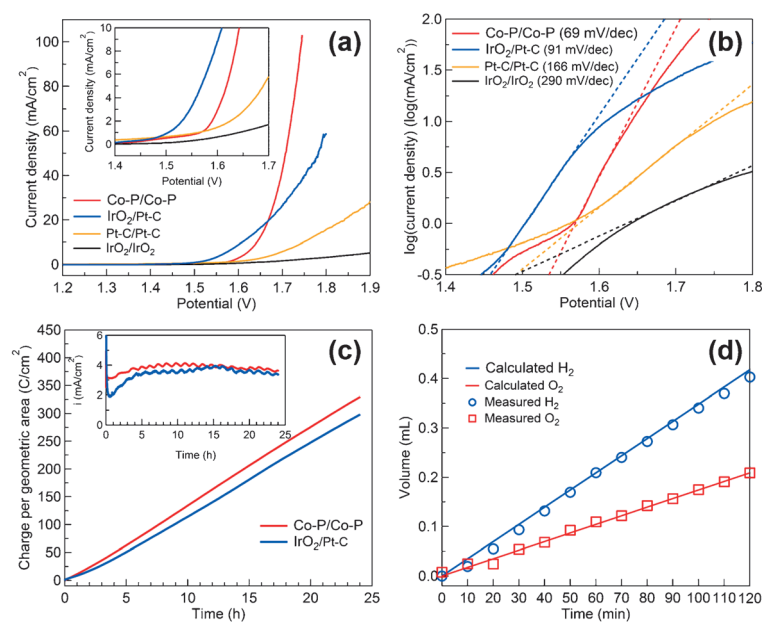 (a)
Current density (mA/cm²)
100
80
60
40
20
0
1.2 1.3 1.4 1.5 1.6 1.7 1.8 1.9
Potential (V)
Co-P/Co-P
IrO₂/Pt-C
Pt-C/Pt-C
IrO₂/IrO₂
Current density (mA/cm²)
10
8
6
4
2
0
1.4 1.5 1.6 1.7
Potential (V)
(b)
log(current density) (log(mA/cm²))
2.0
1.5
1.0
0.5
0.0
-0.5
1.4 1.5 1.6 1.7 1.8
Potential (V)
Co-P/Co-P (69 mV/dec)
IrO₂/Pt-C (91 mV/dec)
Pt-C/Pt-C (166 mV/dec)
IrO₂/IrO₂ (290 mV/dec)
(c)
Charge per geometric area (C/cm²)
450
400
350
300
250
200
150
100
50
0
0 5 10 15 20 25
Time (h)
Co-P/Co-P
IrO₂/Pt-C
i (mA/cm²)
6
4
2
0
0 5 10 15 20 25
Time (h)
(d)
Volume (mL)
0.5
0.4
0.3
0.2
0.1
0.0
0 10 20 30 40 50 60 70 80 90 100 110 120
Time (min)
Calculated H₂
Calculated O₂
Measured H₂
Measured O₂